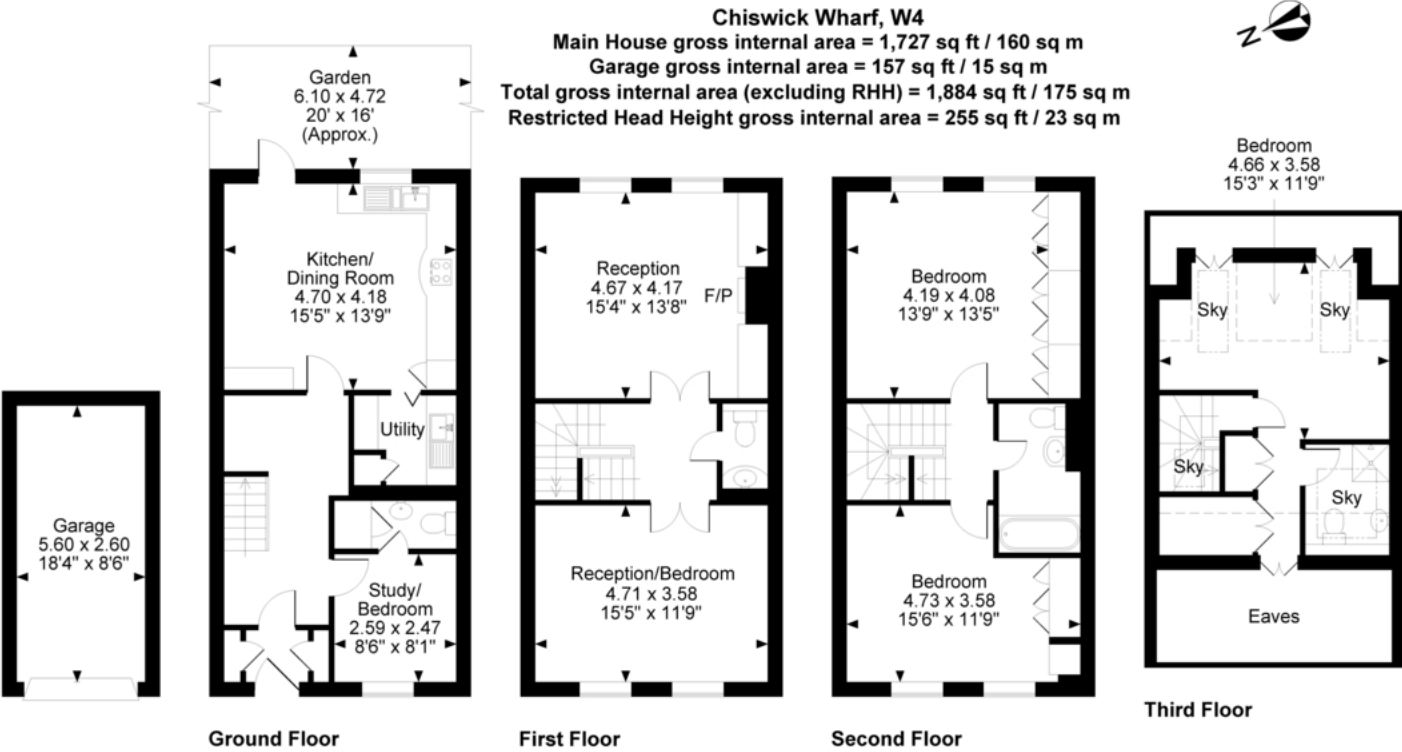 Chiswick Wharf, W4
Main House gross internal area = 1,727 sq ft / 160 sq m
Garage gross internal area = 157 sq ft / 15 sq m
Total gross internal area (excluding RHH) = 1,884 sq ft / 175 sq m
Restricted Head Height gross internal area = 255 sq ft / 23 sq m
N
Garage
5.60 x 2.60
18'4" x 8'6"
Garden
6.10 x 4.72
20' x 16'
(Approx.)
Kitchen/
Dining Room
4.70 x 4.18
15'5" x 13'9"
Utility
Study/
Bedroom
2.59 x 2.47
8'6" x 8'1"
Ground Floor
Reception
4.67 x 4.17
15'4" x 13'8"
F/P
Reception/Bedroom
4.71 x 3.58
15'5" x 11'9"
First Floor
Bedroom
4.19 x 4.08
13'9" x 13'5"
Bedroom
4.73 x 3.58
15'6" x 11'9"
Second Floor
Bedroom
4.66 x 3.58
15'3" x 11'9"
Sky
Sky
Sky
Sky
Eaves
Third Floor